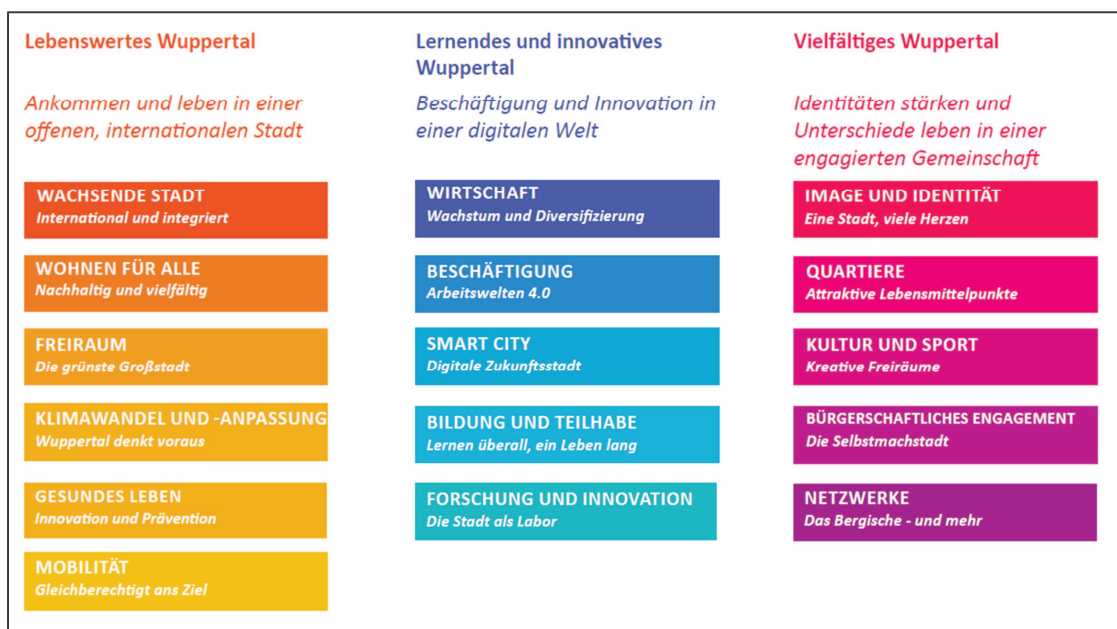 Lebenswertes Wuppertal
Ankommen und leben in einer
offenen, internationalen Stadt
WACHSENDE STADT
International und integriert
WOHNEN FÜR ALLE
Nachhaltig und vielfältig
FREIRAUM
Die grünste Großstadt
KLIMAWANDEL UND -ANPASSUNG
Wuppertal denkt voraus
GESUNDES LEBEN
Innovation und Prävention
MOBILITÄT
Gleichberechtigt ans Ziel
Lernendes und innovatives
Wuppertal
Beschäftigung und Innovation in
einer digitalen Welt
WIRTSCHAFT
Wachstum und Diversifizierung
BESCHÄFTIGUNG
Arbeitswelten 4.0
SMART CITY
Digitale Zukunftsstadt
BILDUNG UND TEILHABE
Lernen überall, ein Leben lang
FORSCHUNG UND INNOVATION
Die Stadt als Labor
Vielfältiges Wuppertal
Identitäten stärken und
Unterschiede leben in einer
engagierten Gemeinschaft
IMAGE UND IDENTITÄT
Eine Stadt, viele Herzen
QUARTIERE
Attraktive Lebensmittelpunkte
KULTUR UND SPORT
Kreative Freiräume
BÜRGERSCHAFTLICHES ENGAGEMENT
Die Selbstmachstadt
NETZWERKE
Das Bergische - und mehr